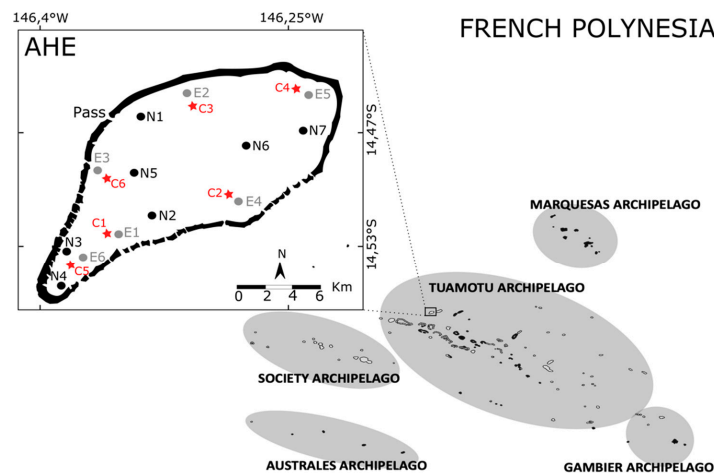 146,4°W
146,25°W
FRENCH POLYNESIA
AHE
E2
C4
C3
E5
Pass
N1
14,47°S
N7
N6
E3
N5
C6
C2
E4
MARQUESAS ARCHIPELAGO
N2
C1
E1
N3
14,53°S
E6
C5
N
N4
TUAMOTU ARCHIPELAGO
0 2 4 6 Km
SOCIETY ARCHIPELAGO
AUSTRALES ARCHIPELAGO
GAMBIER ARCHIPELAGO